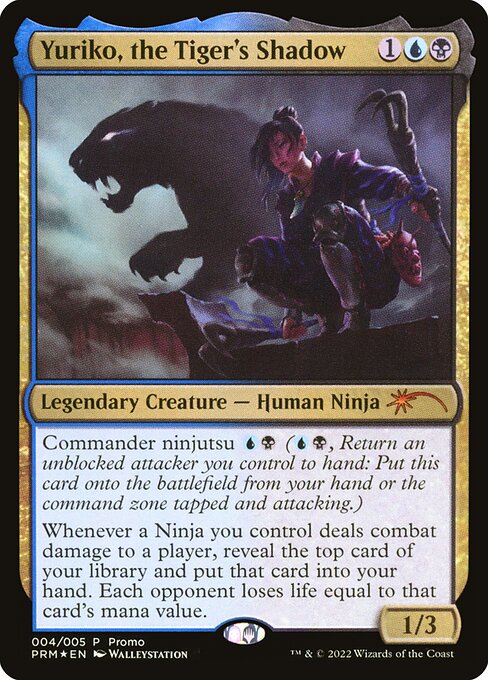 Yuriko, the Tiger's Shadow 1
Legendary Creature — Human Ninja
Commander ninjutsu (, Return an
unblocked attacker you control to hand: Put this
card onto the battlefield from your hand or the
command zone tapped and attacking.)
Whenever a Ninja you control deals combat
damage to a player, reveal the top card of
your library and put that card into your
hand. Each opponent loses life equal to that
card's mana value.
1/3
004/005 P Promo
PRM★EN WALLEYSTATION
™ & © 2022 Wizards of the Coast